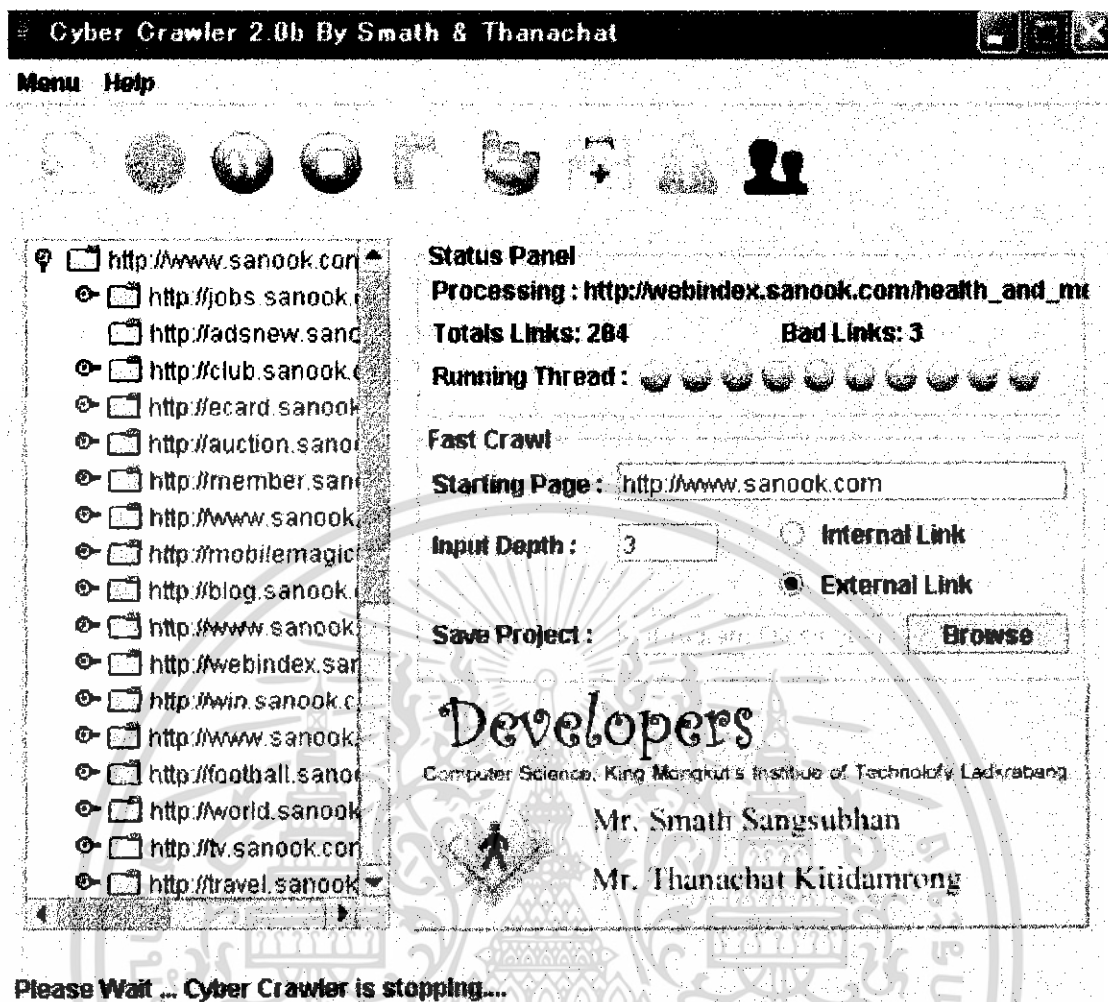 Cyber Crawler 2.0b By Smath & Thanachat
Menu Help
http://www.sanook.con
http://jobs.sanook.
http://adsnew.sano
http://club.sanook.
http://ecard.sanook
http://auction.sano
http://member.san
http://www.sanook
http://mobilemagic
http://blog.sanook.
http://www.sanook
http://webindex.san
http://win.sanook.c
http://www.sanook
http://football.sano
http://world.sanook
http://tv.sanook.con
http://travel.sanook
Status Panel
Processing : http://webindex.sanook.com/health_and_me
Totals Links: 284 Bad Links: 3
Running Thread :
Fast Crawl
Starting Page : http://www.sanook.com
Input Depth : 3 Internal Link
External Link
Save Project : Browse
Developers
Computer Science, King Mongkut's Institue of Technolofy Ladkrabang
Mr. Smath Sangsubhan
Mr. Thanachat Kitidamrong
Please Wait ... Cyber Crawler is stopping....